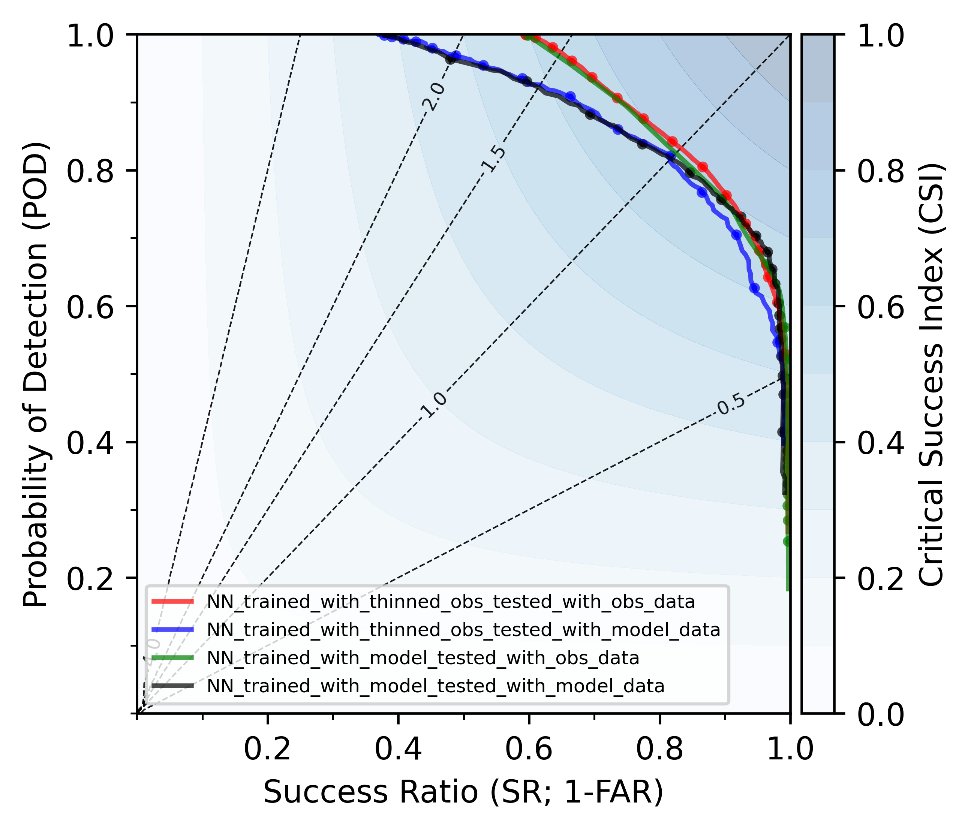 1.0
0.8
0.6
0.4
0.2
Probability of Detection (POD)
2.0
1.5
1.0
0.5
NN_trained_with_thinned_obs_tested_with_obs_data
NN_trained_with_thinned_obs_tested_with_model_data
NN_trained_with_model_tested_with_obs_data
NN_trained_with_model_tested_with_model_data
0.2
0.4
0.6
0.8
1.0
Success Ratio (SR; 1-FAR)
1.0
0.8
0.6
0.4
0.2
0.0
Critical Success Index (CSI)